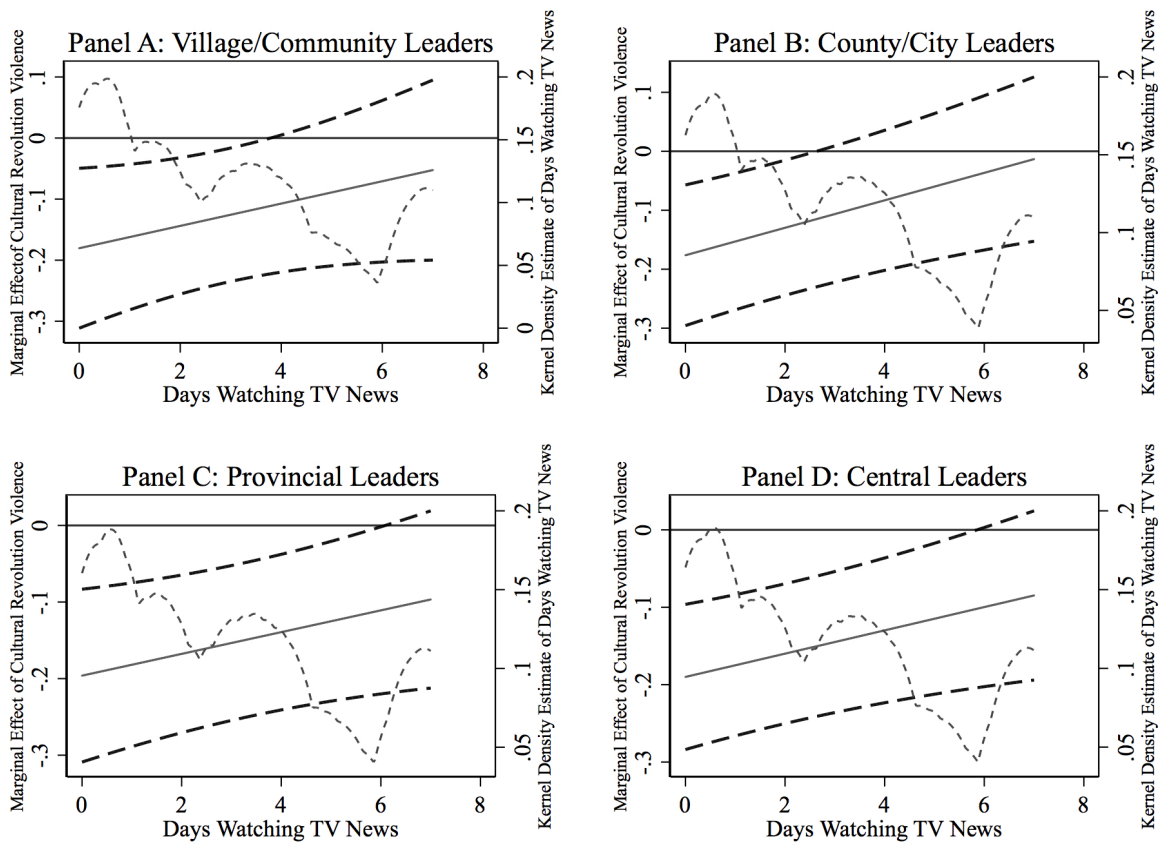 Panel A: Village/Community Leaders
Marginal Effectof Cultural Revolution Violence
.1
0
-.1
-.2
-.3
Kernel Density Estimate of Days Watching TV News
.2
.15
.1
.05
0
0 2 4 6 8
Days Watching TV News
Panel B: County/City Leaders
Marginal Effect of Cultural Revolution Violence
.1
0
-.1
-.2
-.3
Kernel Density Estimate of Days Watching TV News
.2
.15
.1
.05
0 2 4 6 8
Days Watching TV News
Panel C: Provincial Leaders
Marginal Effect of Cultural Revolution Violence
0
-.1
-.2
-.3
Kernel Density Estimate of Days Watching TV News
.2
.15
.1
.05
0 2 4 6 8
Days Watching TV News
Panel D: Central Leaders
Marginal Effect of Cultural Revolution Violence
0
-.1
-.2
-.3
Kernel Density Estimate of Days Watching TV News
.2
.15
.1
.05
0 2 4 6 8
Days Watching TV News